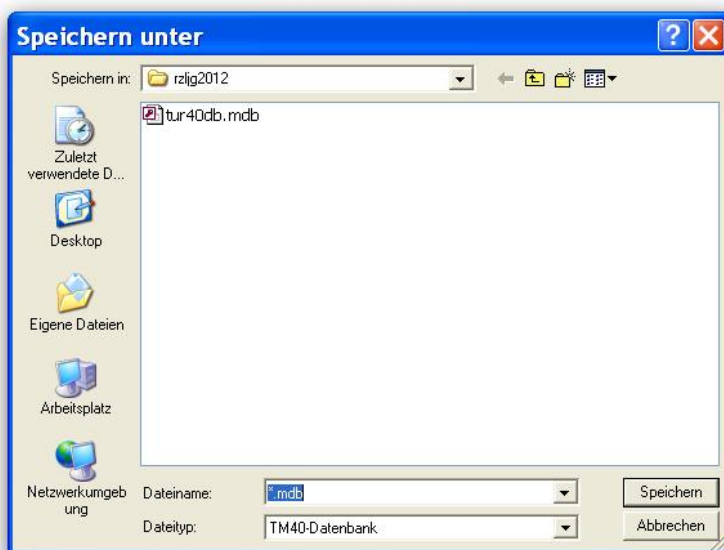 Speichern unter
Speichern in:
rzljg2012
tur40db.mdb
Zuletzt
verwendete D...
Desktop
Eigene Dateien
Arbeitsplatz
Netzwerkumgeb
ung
Dateiname:
*.mdb
Speichern
Dateityp:
TM40-Datenbank
Abbrechen